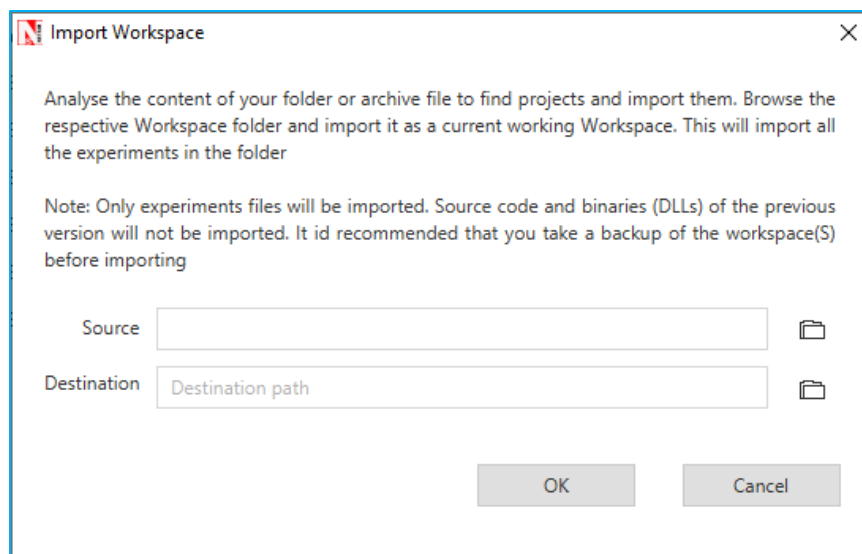 Import Workspace
Analyse the content of your folder or archive file to find projects and import them. Browse the
respective Workspace folder and import it as a current working Workspace. This will import all
the experiments in the folder
Note: Only experiments files will be imported. Source code and binaries (DLLs) of the previous
version will not be imported. It id recommended that you take a backup of the workspace(S)
before importing
Source
Destination Destination path
OK Cancel